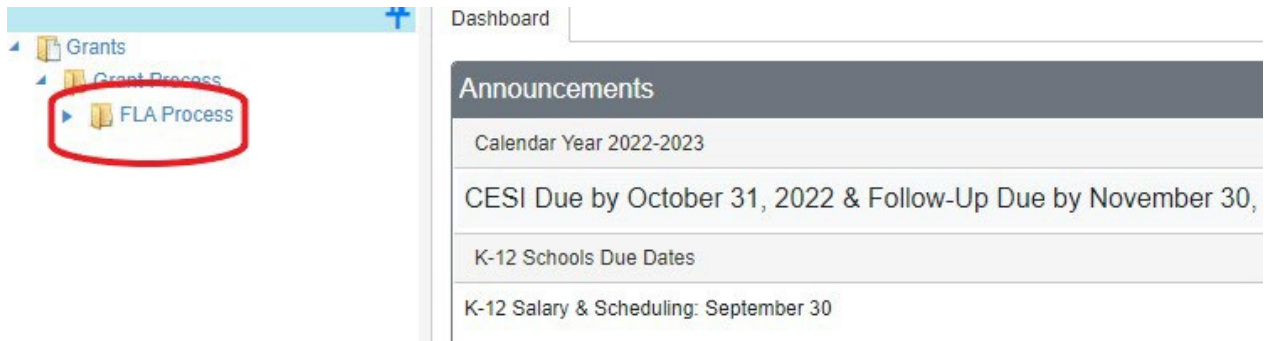 Grants
Grant Process
FLA Process
Dashboard
Announcements
Calendar Year 2022-2023
CESI Due by October 31, 2022 & Follow-Up Due by November 30,
K-12 Schools Due Dates
K-12 Salary & Scheduling: September 30